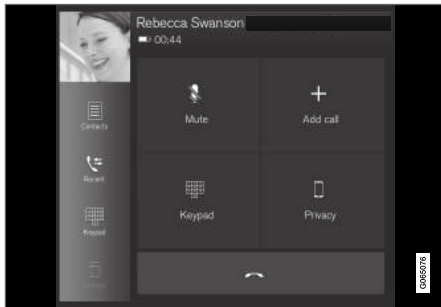 Rebecca Swanson
00:44
Contacts
Mute
Add call
Recent
Keypad
Keypad
Privacy
G065076